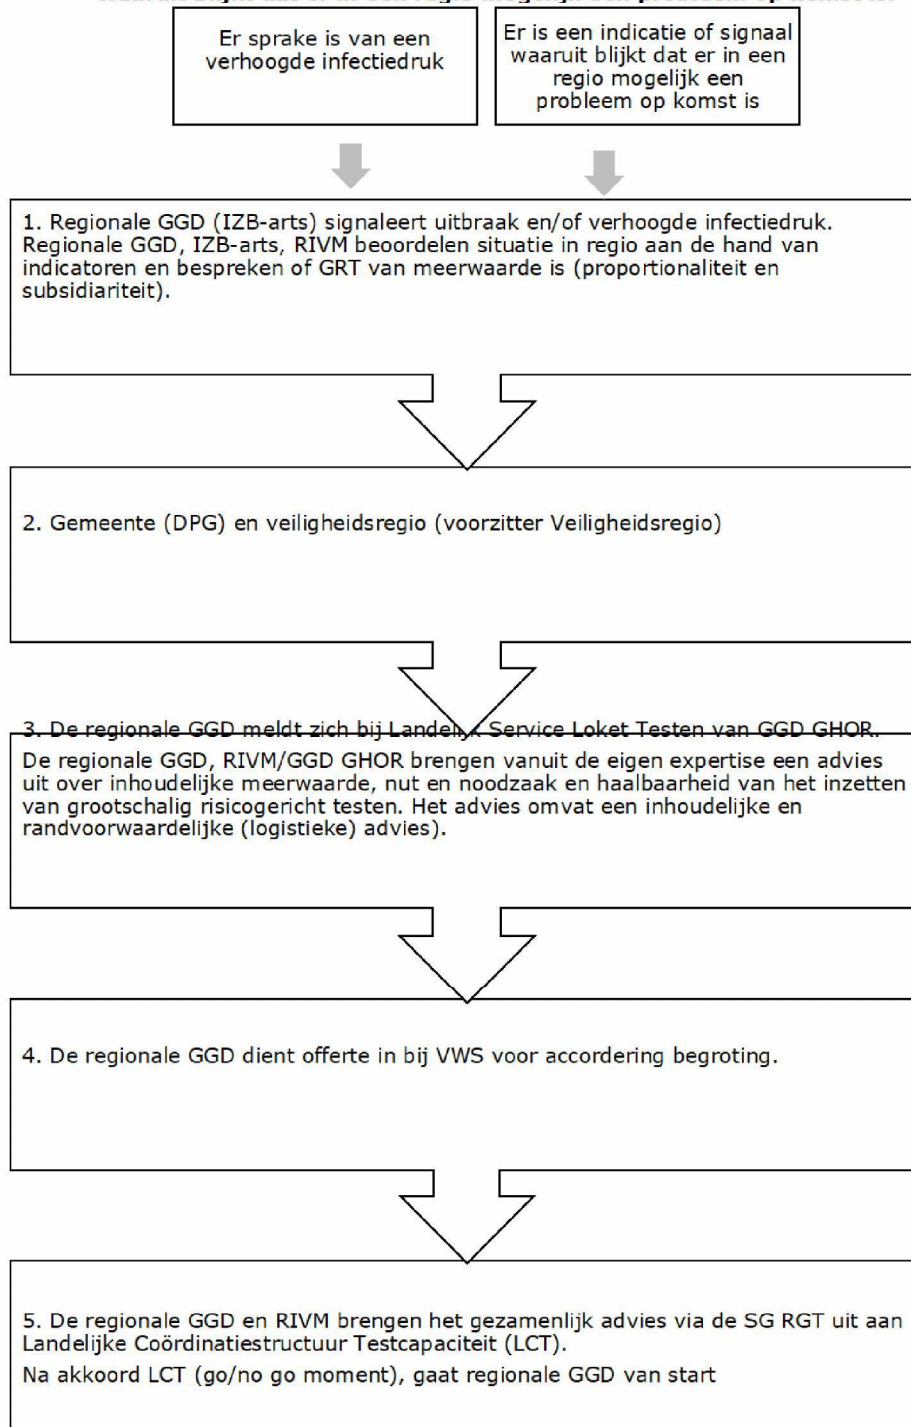 Er sprake is van een
verhoogde infectiedruk
Er is een indicatie of signaal
waaruit blijkt dat er in een
regio mogelijk een
probleem op komst is
1. Regionale GGD (IZB-arts) signaleert uitbraak en/of verhoogde infectiedruk.
Regionale GGD, IZB-arts, RIVM beoordelen situatie in regio aan de hand van
indicatoren en bespreken of GRT van meerwaarde is (proportionaliteit en
subsidiariteit).
2. Gemeente (DPG) en veiligheidsregio (voorzitter Veiligheidsregio)
3. De regionale GGD meldt zich bij Landelijk Service Loket Testen van GGD GHOR.
De regionale GGD, RIVM/GGD GHOR brengen vanuit de eigen expertise een advies
uit over inhoudelijke meerwaarde, nut en noodzaak en haalbaarheid van het inzetten
van grootschalig risicogericht testen. Het advies omvat een inhoudelijke en
randvoorwaardelijke (logistieke) advies).
4. De regionale GGD dient offerte in bij VWS voor accordering begroting.
5. De regionale GGD en RIVM brengen het gezamenlijk advies via de SG RGT uit aan
Landelijke Coördinatiestructuur Testcapaciteit (LCT).
Na akkoord LCT (go/no go moment), gaat regionale GGD van start